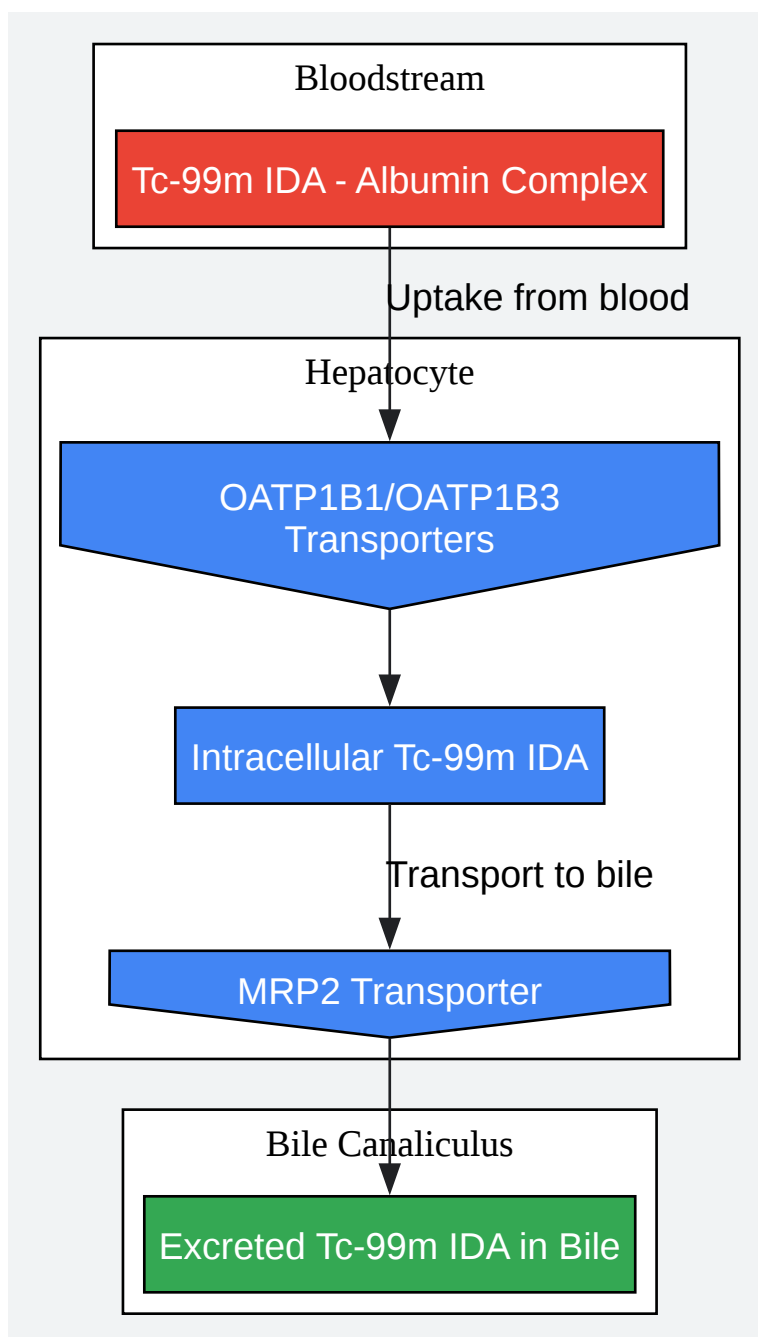 Bloodstream
Tc-99m IDA - Albumin Complex
Uptake from blood
Hepatocyte
OATP1B1/OATP1B3
Transporters
Intracellular Tc-99m IDA
Transport to bile
MRP2 Transporter
Bile Canaliculus
Excreted Tc-99m IDA in Bile